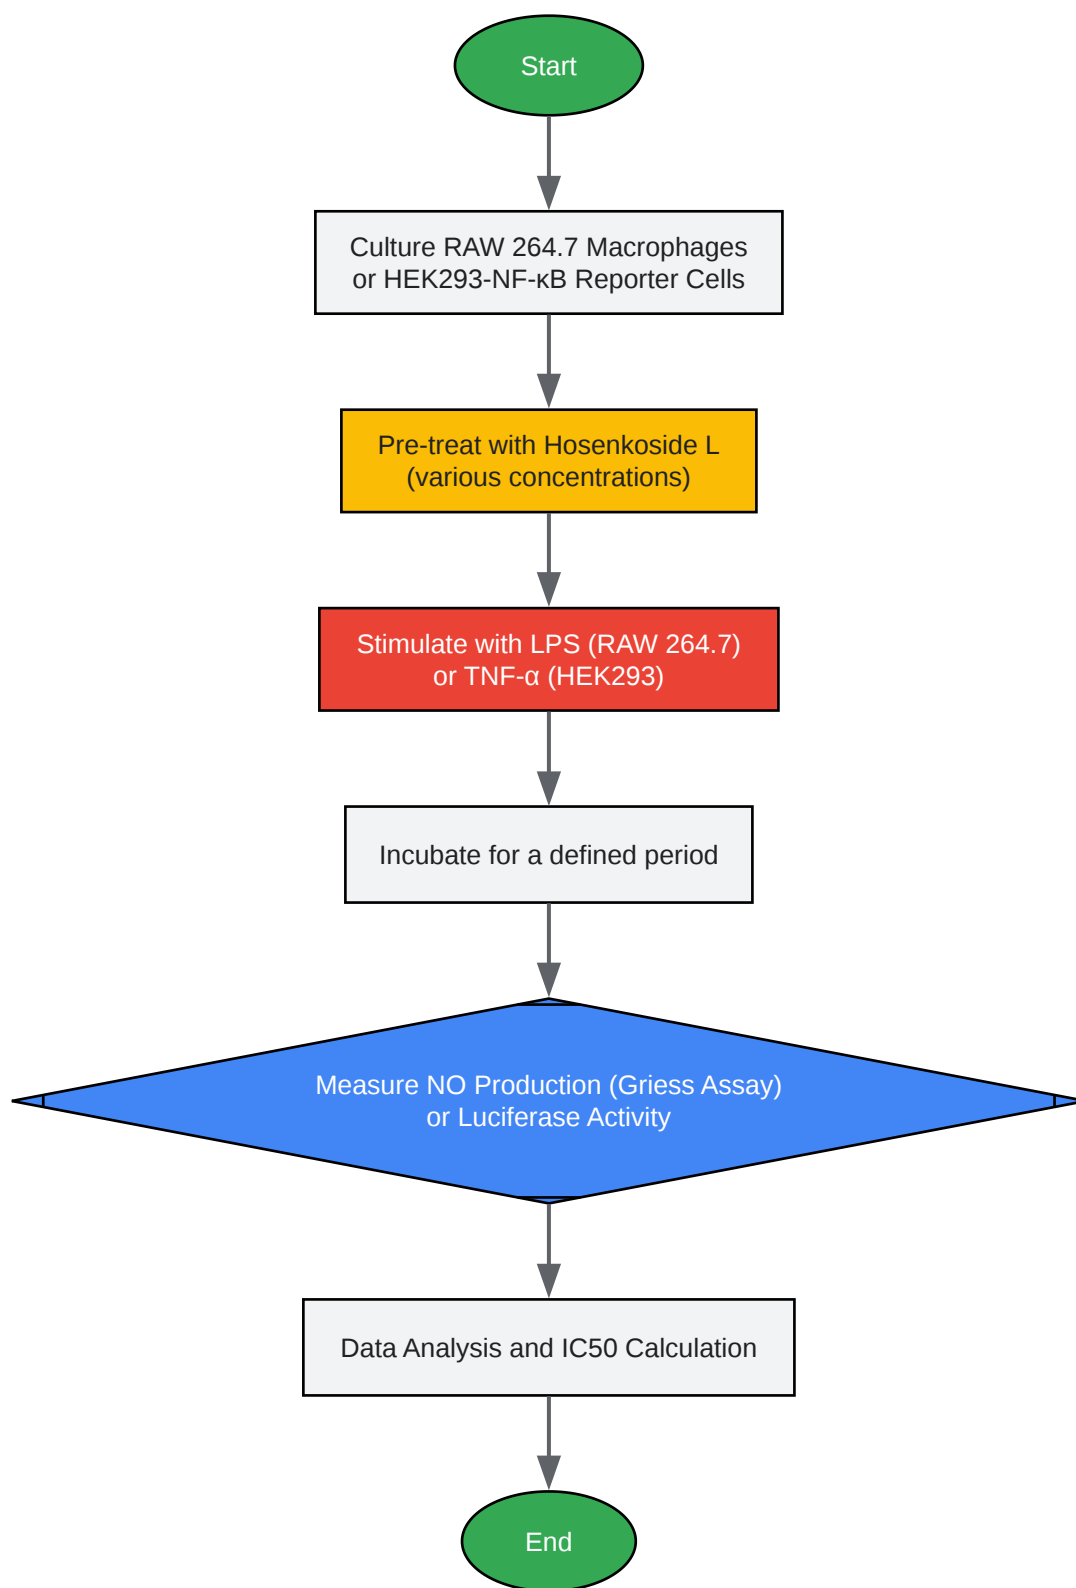 Start
Culture RAW 264.7 Macrophages
or HEK293-NF-κB Reporter Cells
Pre-treat with Hosenkoside L
(various concentrations)
Stimulate with LPS (RAW 264.7)
or TNF-α (HEK293)
Incubate for a defined period
Measure NO Production (Griess Assay)
or Luciferase Activity
Data Analysis and IC50 Calculation
End